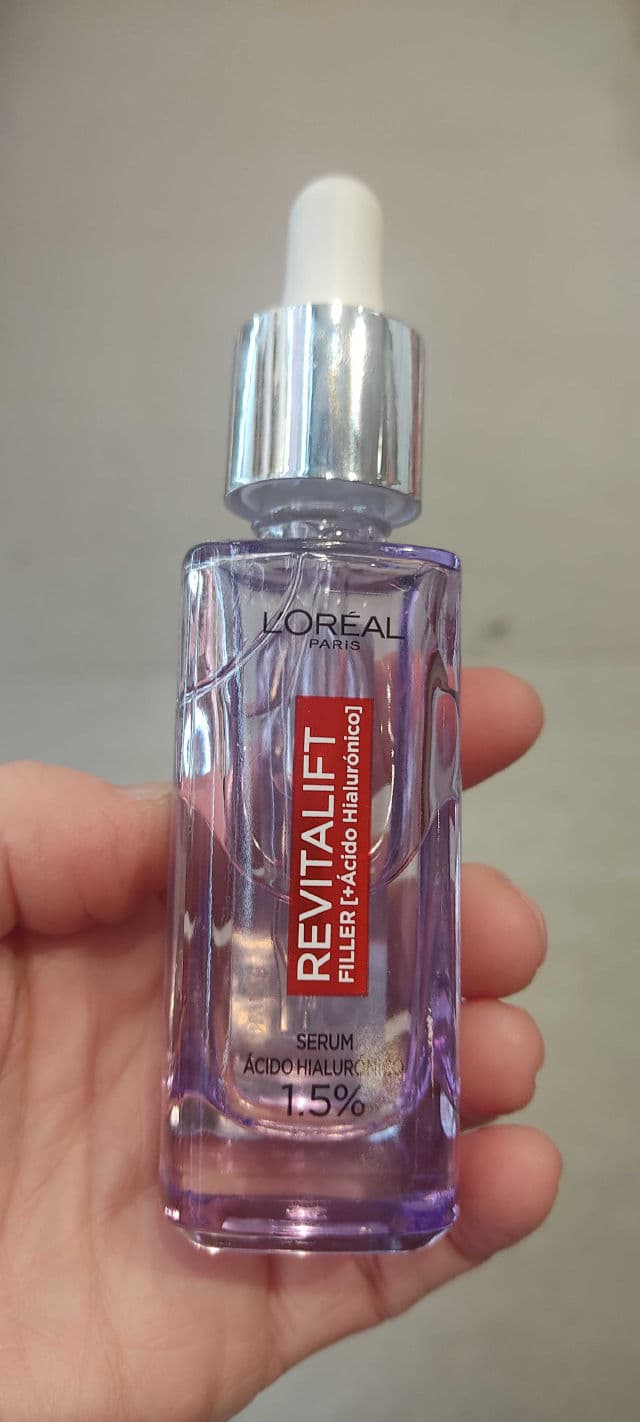 L'ORÉAL
PARIS
REVITALIFT
FILLER [+Ácido Hialurónico]
SERUM
ÁCIDO HIALURÓNICO
1.5%